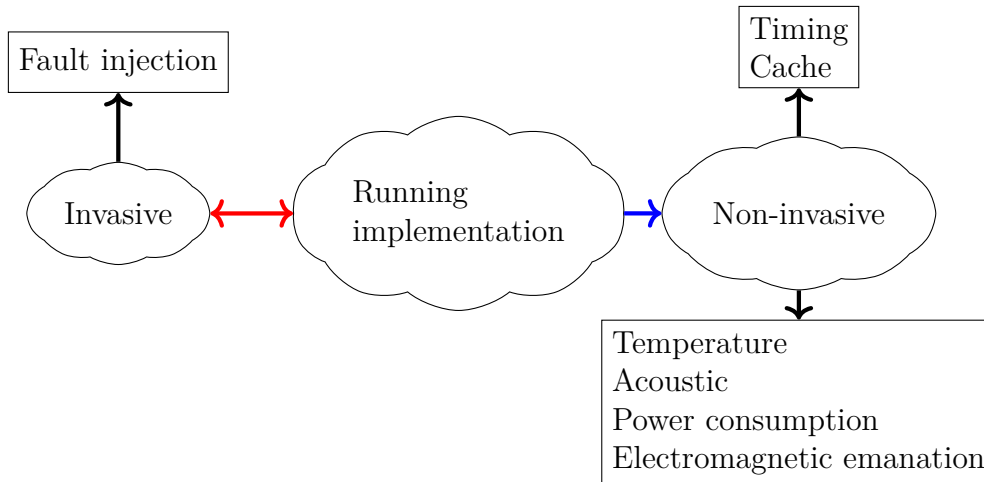 Fault injection
Timing
Cache
Invasive
Running
implementation
Non-invasive
Temperature
Acoustic
Power consumption
Electromagnetic emanation